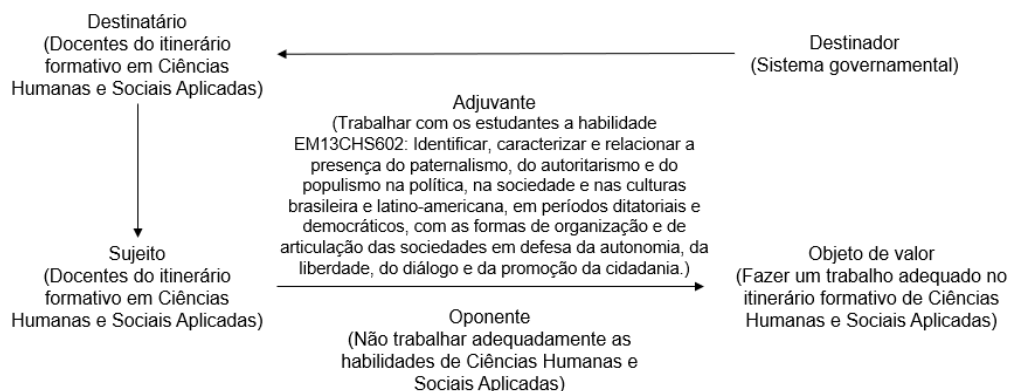 Destinatário
(Docentes do itinerário
formativo em Ciências
Humanas e Sociais Aplicadas)
Destinador
(Sistema governamental)
Adjuvante
(Trabalhar com os estudantes a habilidade
EM13CHS602: Identificar, caracterizar e relacionar a
presença do paternalismo, do autoritarismo e do
populismo na política, na sociedade e nas culturas
brasileira e latino-americana, em períodos ditatoriais e
democráticos, com as formas de organização e de
articulação das sociedades em defesa da autonomia, da
liberdade, do diálogo e da promoção da cidadania.)
Sujeito
(Docentes do itinerário
formativo em Ciências
Humanas e Sociais Aplicadas)
Objeto de valor
(Fazer um trabalho adequado no
itinerário formativo de Ciências
Humanas e Sociais Aplicadas)
Oponente
(Não trabalhar adequadamente as
habilidades de Ciências Humanas e
Sociais Aplicadas)